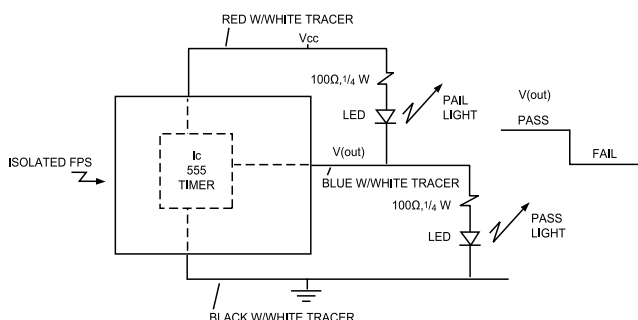 RED W/WHITE TRACER
Vcc
100Ω,1/4 W
LED
PAIL
LIGHT
V(out)
PASS
FAIL
ISOLATED FPS
Ic
555
TIMER
V(out)
BLUE W/WHITE TRACER
100Ω,1/4 W
LED
PASS
LIGHT
BLACK W/WHITE TRACER